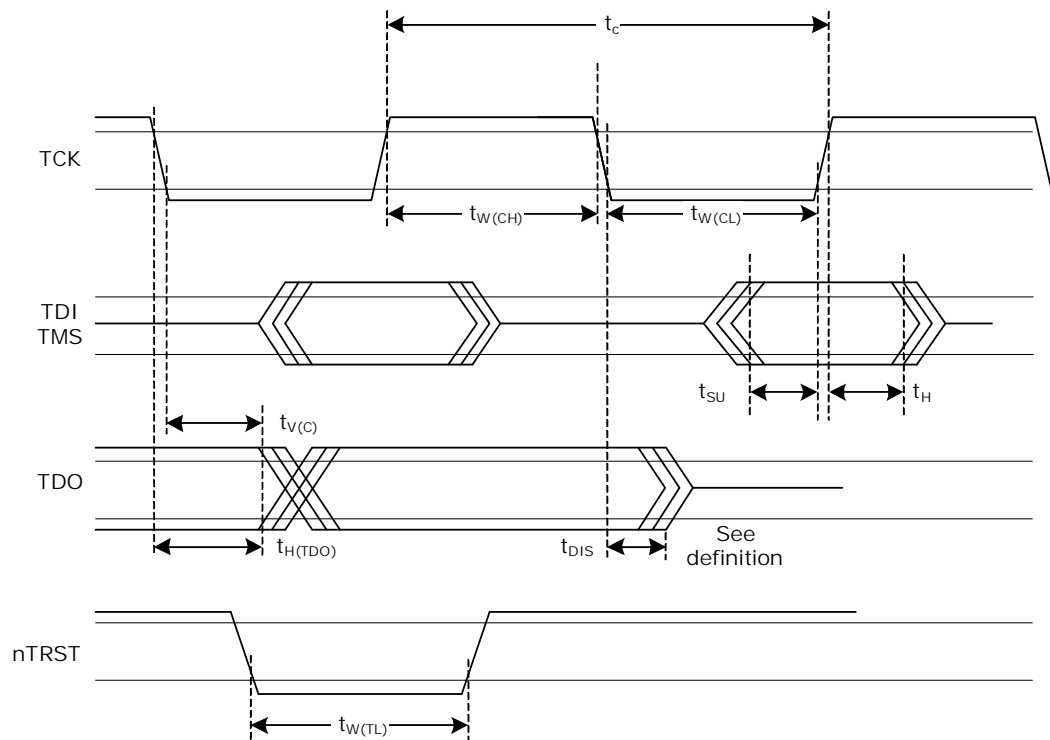 tc
TCK
tW(CH)
tW(CL)
TDI
TMS
tSU
tH
tV(C)
TDO
tH(TDO)
tDIS
See
definition
nTRST
tW(TL)